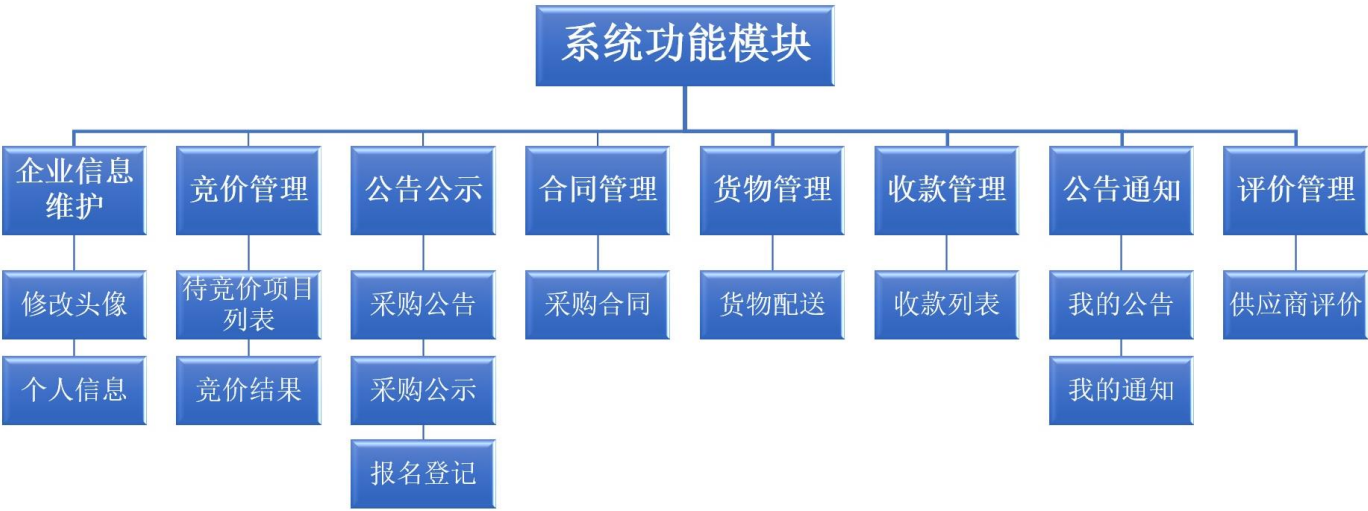 系统功能模块
企业信息
维护
竞价管理
公告公示
合同管理
货物管理
收款管理
公告通知
评价管理
修改头像
待竞价项目
列表
采购公告
采购合同
货物配送
收款列表
我的公告
供应商评价
个人信息
竞价结果
采购公示
我的通知
报名登记